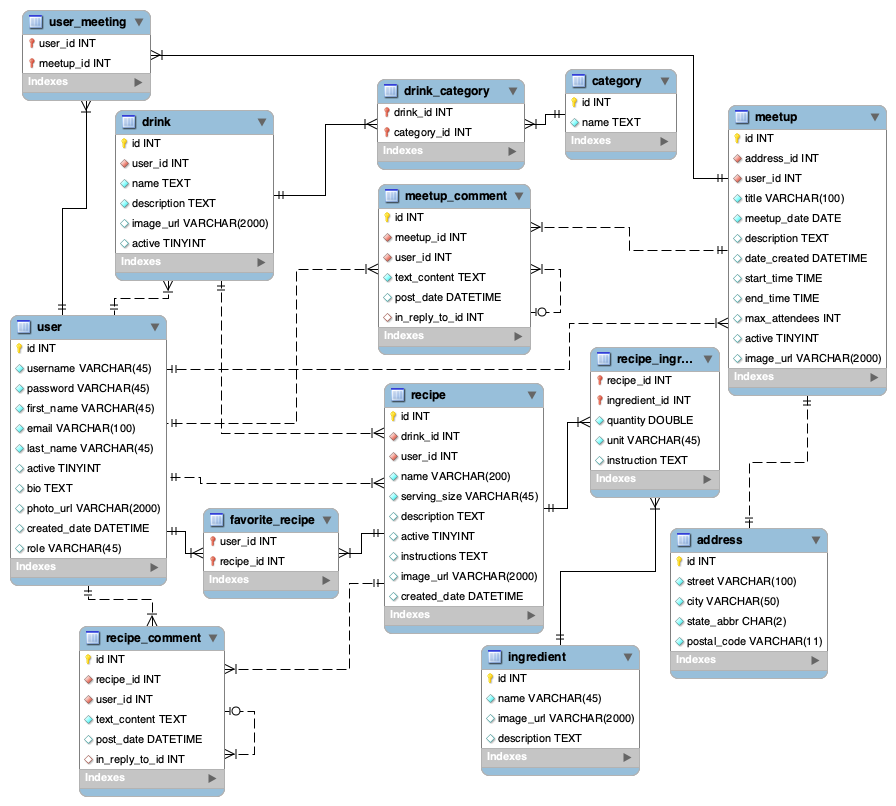 user_meeting
user_id INT
meetup_id INT
Indexes
drink
id INT
user_id INT
name TEXT
description TEXT
image_url VARCHAR(2000)
active TINYINT
Indexes
drink_category
drink_id INT
category_id INT
Indexes
category
id INT
name TEXT
Indexes
meetup
id INT
address_id INT
user_id INT
title VARCHAR(100)
meetup_date DATE
description TEXT
date_created DATETIME
start_time TIME
end_time TIME
max_attendees INT
active TINYINT
image_url VARCHAR(2000)
Indexes
meetup_comment
id INT
meetup_id INT
user_id INT
text_content TEXT
post_date DATETIME
in_reply_to_id INT
Indexes
user
id INT
username VARCHAR(45)
password VARCHAR(45)
first_name VARCHAR(45)
email VARCHAR(100)
last_name VARCHAR(45)
active TINYINT
bio TEXT
photo_url VARCHAR(2000)
created_date DATETIME
role VARCHAR(45)
Indexes
recipe
id INT
drink_id INT
user_id INT
name VARCHAR(200)
serving_size VARCHAR(45)
description TEXT
active TINYINT
instructions TEXT
image_url VARCHAR(2000)
created_date DATETIME
Indexes
recipe_ingr...
recipe_id INT
ingredient_id INT
quantity DOUBLE
unit VARCHAR(45)
instruction TEXT
Indexes
favorite_recipe
user_id INT
recipe_id INT
Indexes
address
id INT
street VARCHAR(100)
city VARCHAR(50)
state_abbr CHAR(2)
postal_code VARCHAR(11)
Indexes
recipe_comment
id INT
recipe_id INT
user_id INT
text_content TEXT
post_date DATETIME
in_reply_to_id INT
Indexes
ingredient
id INT
name VARCHAR(45)
image_url VARCHAR(2000)
description TEXT
Indexes